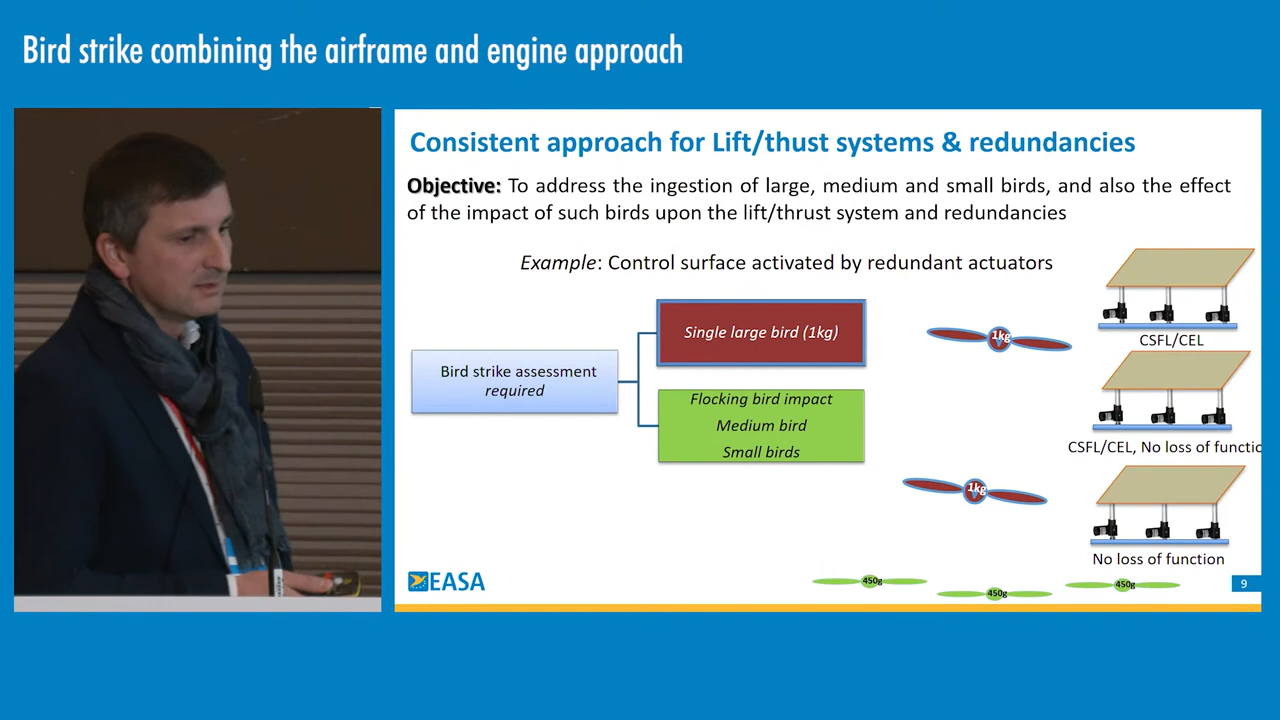 Bird strike combining the airframe and engine approach
Consistent approach for Lift/thust systems & redundancies
Objective: To address the ingestion of large, medium and small birds, and also the effect
of the impact of such birds upon the lift/thrust system and redundancies
Example: Control surface activated by redundant actuators
Single large bird (1kg)
1kg
CSFL/CEL
Bird strike assessment
required
Flocking bird impact
Medium bird
Small birds
CSFL/CEL, No loss of functio
1kg
No loss of function
EASA
450g
450g
450g
9